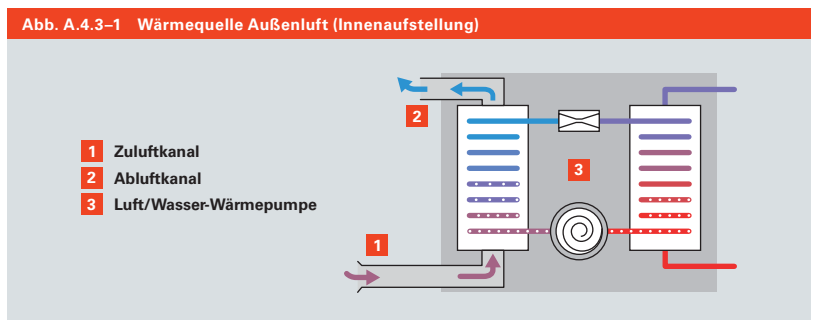 Abb. A.4.3–1 Wärmequelle Außenluft (Innenaufstellung)
1 Zuluftkanal
2 Abluftkanal
3 Luft/Wasser-Wärmepumpe
2
3
1